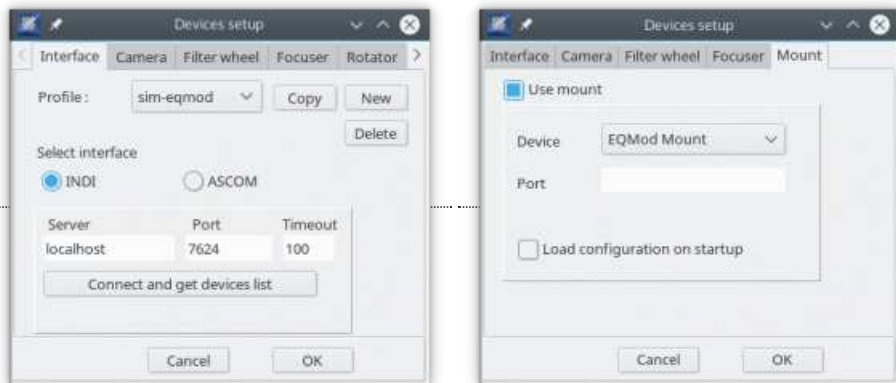 Devices setup
Interface Camera Filter wheel Focuser Rotator
Profile : sim-eqmod Copy New
Delete
Select interface
INDI ASCOM
Server Port Timeout
localhost 7624 100
Connect and get devices list
Cancel OK
Devices setup
Interface Camera Filter wheel Focuser Mount
Use mount
Device EQMod Mount
Port
Load configuration on startup
Cancel OK